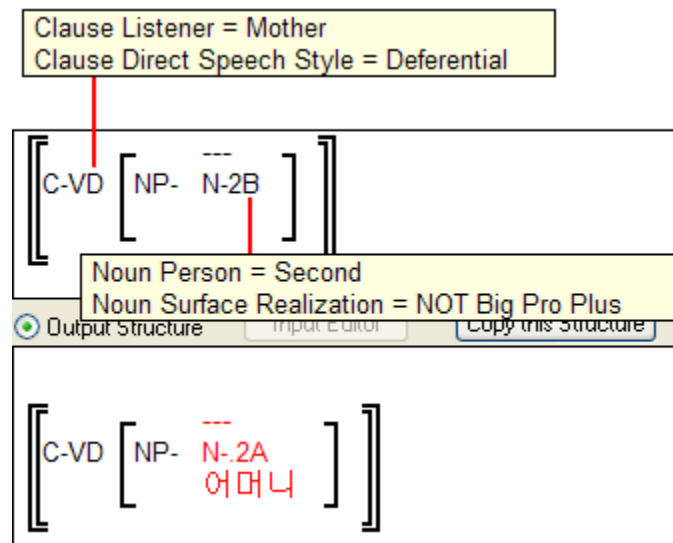 Clause Listener = Mother
Clause Direct Speech Style = Deferential
---
C-VD NP- N-2B
Noun Person = Second
Noun Surface Realization = NOT Big Pro Plus
Output Structure Input Editor Copy this Structure
---
C-VD NP- N-.2A
어머니